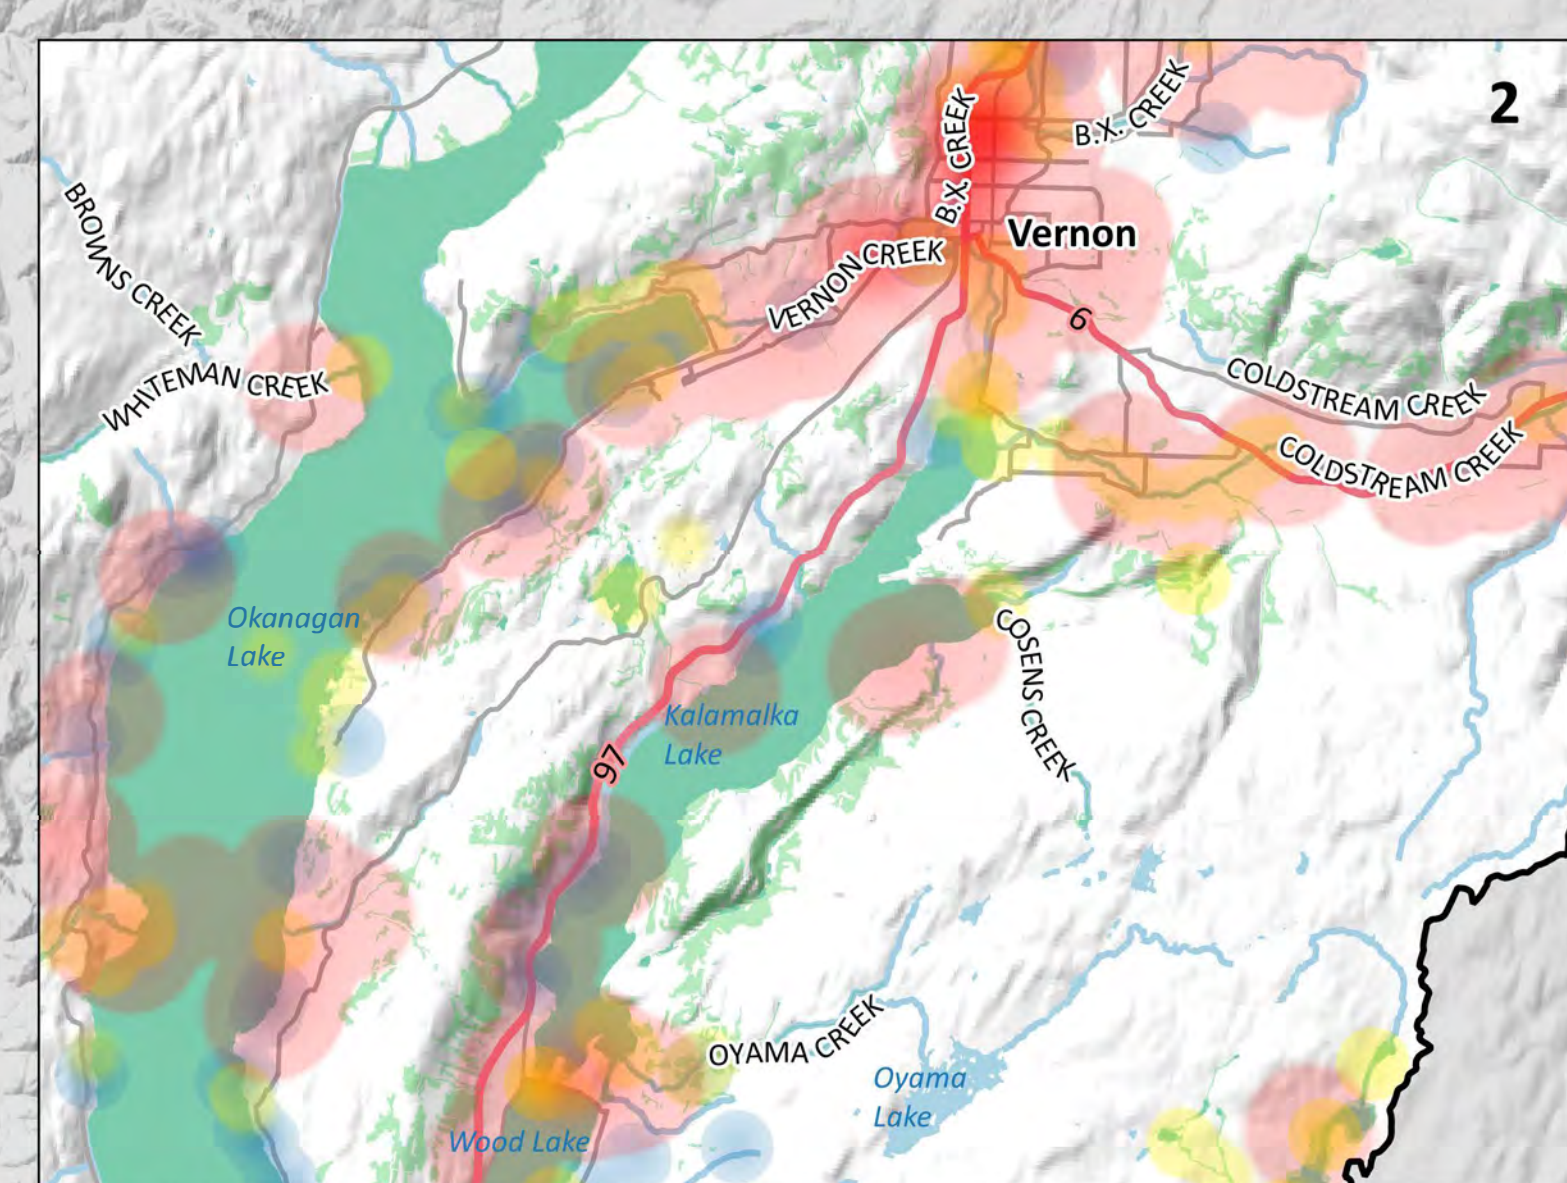 2
B.X. CREEK
B.X. CREEK
BROWNS CREEK
Vernon
VERNON CREEK
6
WHITEMAN CREEK
COLDSTREAM CREEK
COLDSTREAM CREEK
Okanagan
Lake
COSENS CREEK
Kalamalka
Lake
97
OYAMA CREEK
Oyama
Lake
Wood Lake